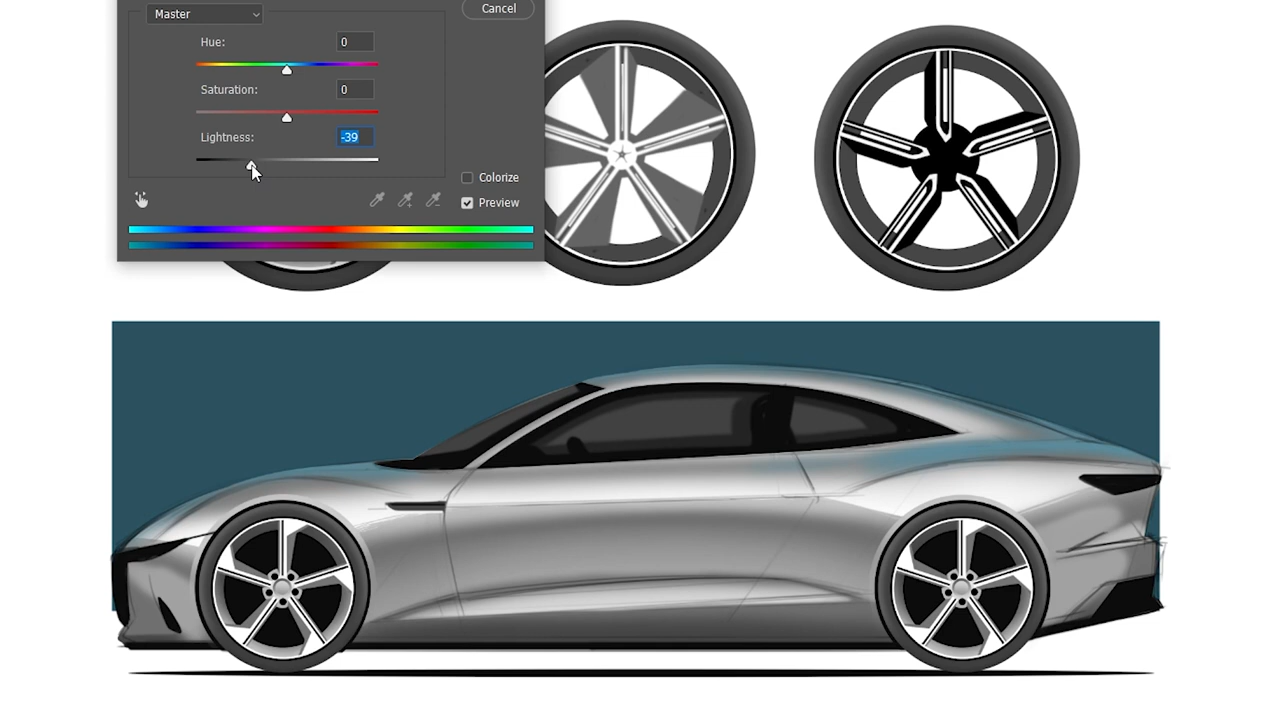 Master
Cancel
Hue:
0
Saturation:
0
Lightness:
-39
Colorize
Preview